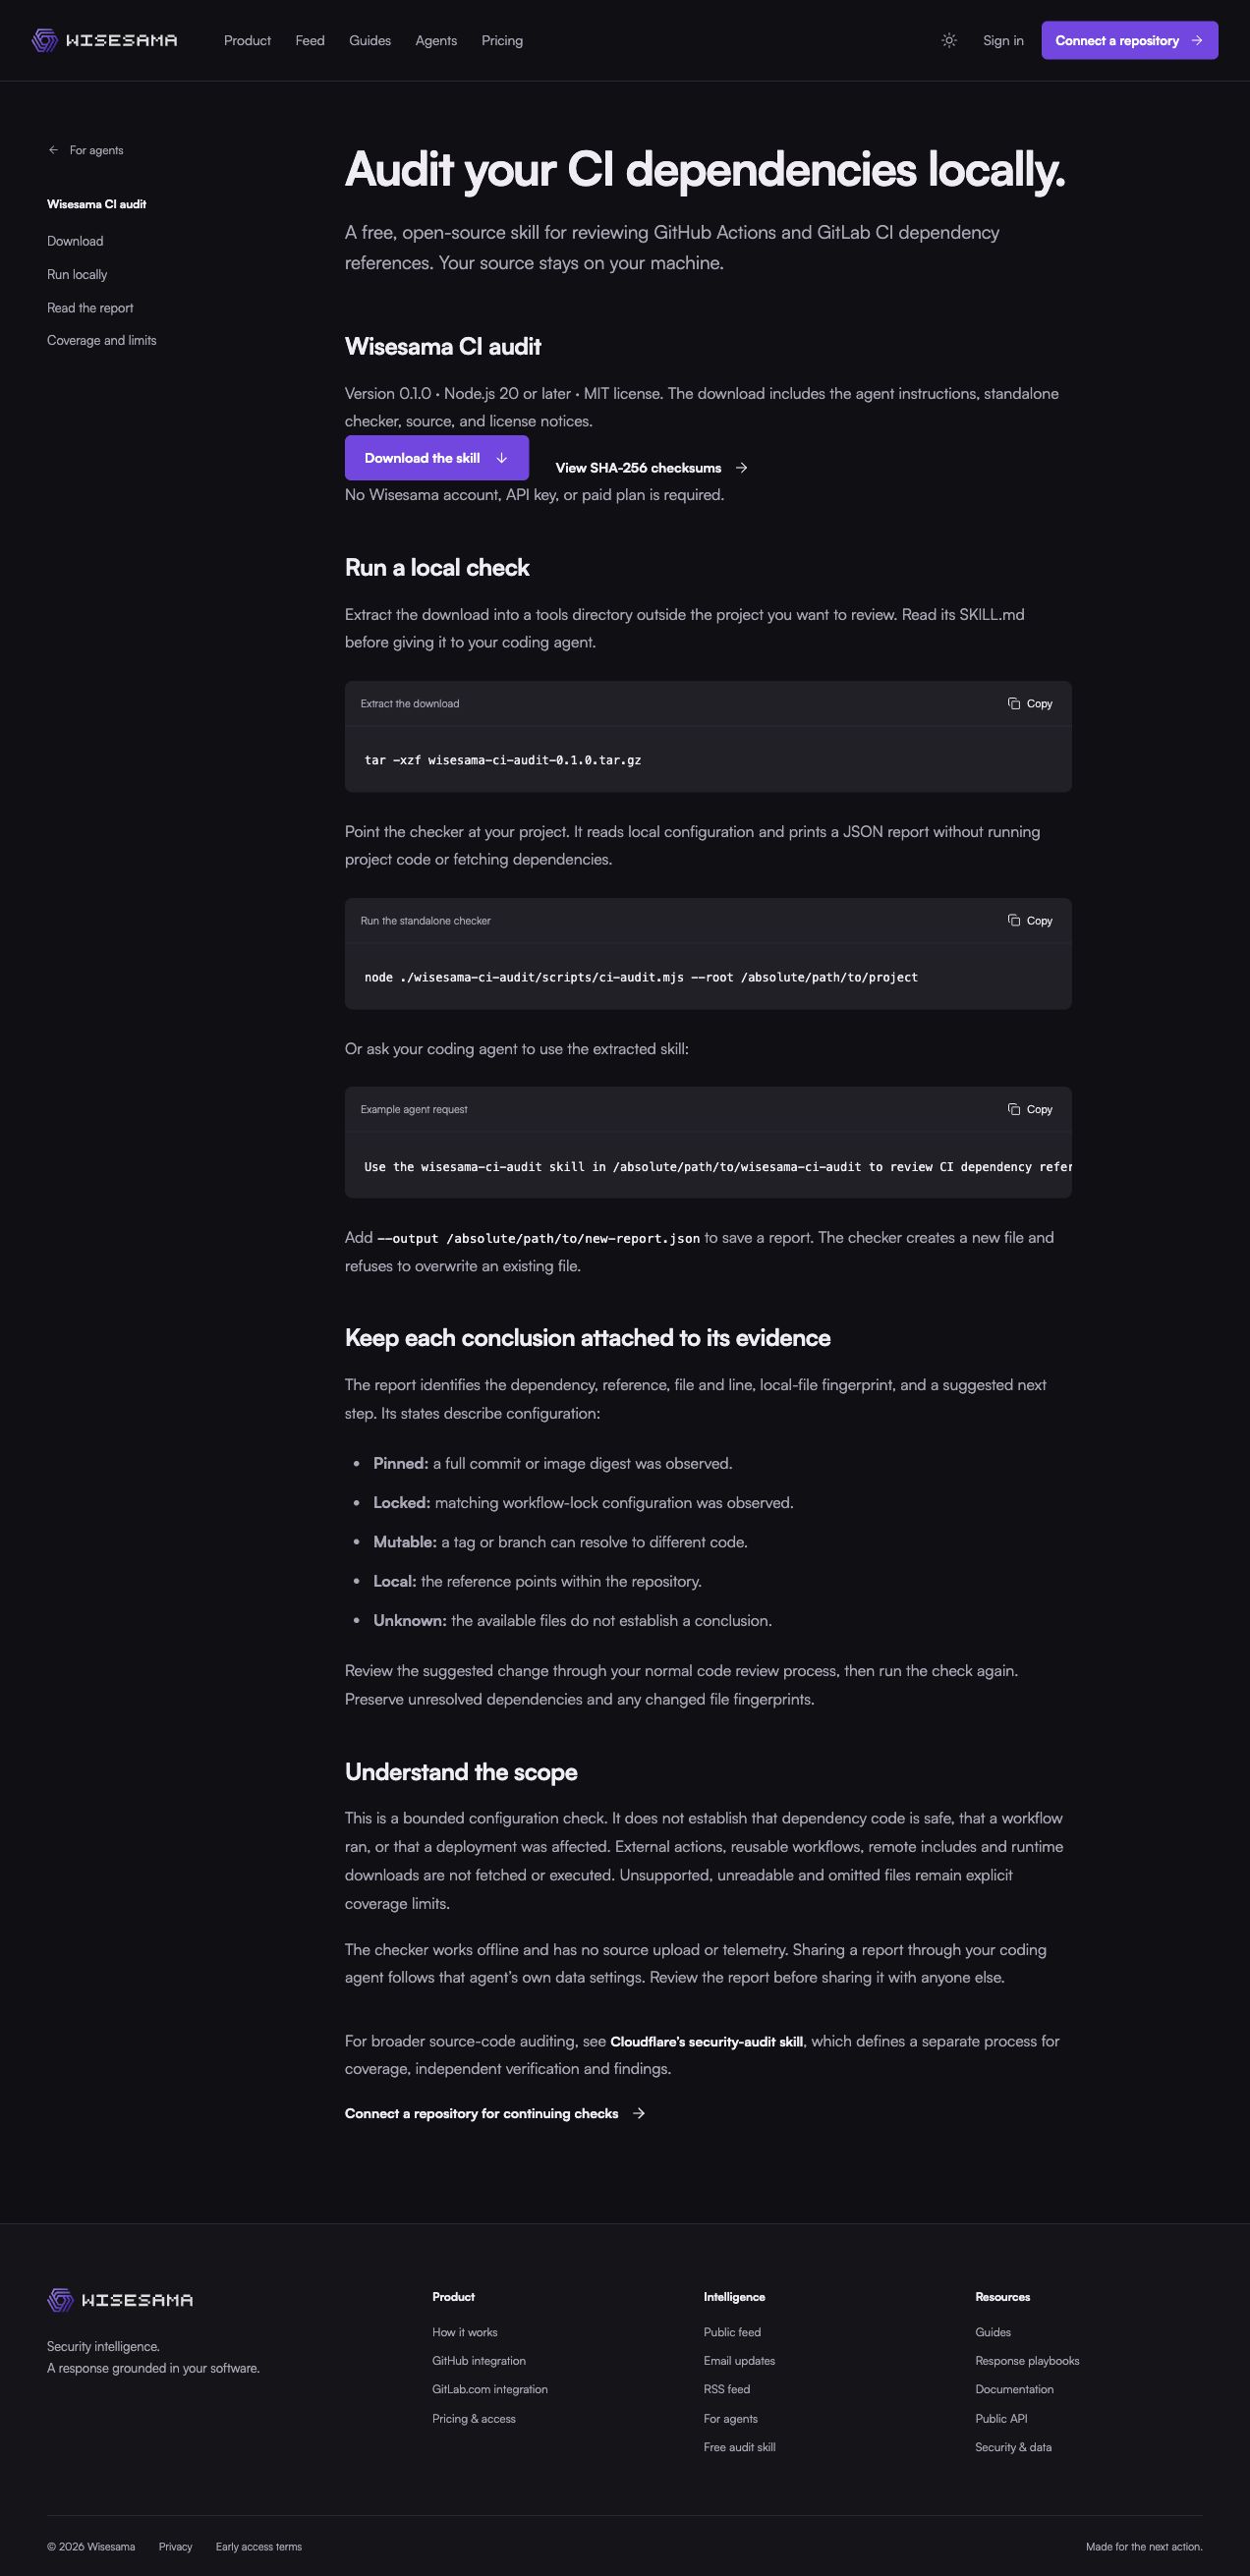 WISESAMA
Product
Feed
Guides
Agents
Pricing
Sign in
Connect a repository
For agents
Wisesama CI audit
Download
Run locally
Read the report
Coverage and limits
Audit your CI dependencies locally.
A free, open-source skill for reviewing GitHub Actions and GitLab CI dependency
references. Your source stays on your machine.
Wisesama CI audit
Version 0.1.0 · Node.js 20 or later · MIT license. The download includes the agent instructions, standalone
checker, source, and license notices.
Download the skill
View SHA-256 checksums
No Wisesama account, API key, or paid plan is required.
Run a local check
Extract the download into a tools directory outside the project you want to review. Read its SKILL.md
before giving it to your coding agent.
Extract the download
Copy
tar -xzf wisesama-ci-audit-0.1.0.tar.gz
Point the checker at your project. It reads local configuration and prints a JSON report without running
project code or fetching dependencies.
Run the standalone checker
Copy
node ./wisesama-ci-audit/scripts/ci-audit.mjs --root /absolute/path/to/project
Or ask your coding agent to use the extracted skill:
Example agent request
Copy
Use the wisesama-ci-audit skill in /absolute/path/to/wisesama-ci-audit to review CI dependency refer
Add --output /absolute/path/to/new-report.json to save a report. The checker creates a new file and
refuses to overwrite an existing file.
Keep each conclusion attached to its evidence
The report identifies the dependency, reference, file and line, local-file fingerprint, and a suggested next
step. Its states describe configuration:
• Pinned: a full commit or image digest was observed.
• Locked: matching workflow-lock configuration was observed.
• Mutable: a tag or branch can resolve to different code.
• Local: the reference points within the repository.
• Unknown: the available files do not establish a conclusion.
Review the suggested change through your normal code review process, then run the check again.
Preserve unresolved dependencies and any changed file fingerprints.
Understand the scope
This is a bounded configuration check. It does not establish that dependency code is safe, that a workflow
ran, or that a deployment was affected. External actions, reusable workflows, remote includes and runtime
downloads are not fetched or executed. Unsupported, unreadable and omitted files remain explicit
coverage limits.
The checker works offline and has no source upload or telemetry. Sharing a report through your coding
agent follows that agent's own data settings. Review the report before sharing it with anyone else.
For broader source-code auditing, see Cloudflare's security-audit skill, which defines a separate process for
coverage, independent verification and findings.
Connect a repository for continuing checks
WISESAMA
Security intelligence.
A response grounded in your software.
Product
How it works
GitHub integration
GitLab.com integration
Pricing & access
Intelligence
Public feed
Email updates
RSS feed
For agents
Free audit skill
Resources
Guides
Response playbooks
Documentation
Public API
Security & data
© 2026 Wisesama
Privacy
Early access terms
Made for the next action.